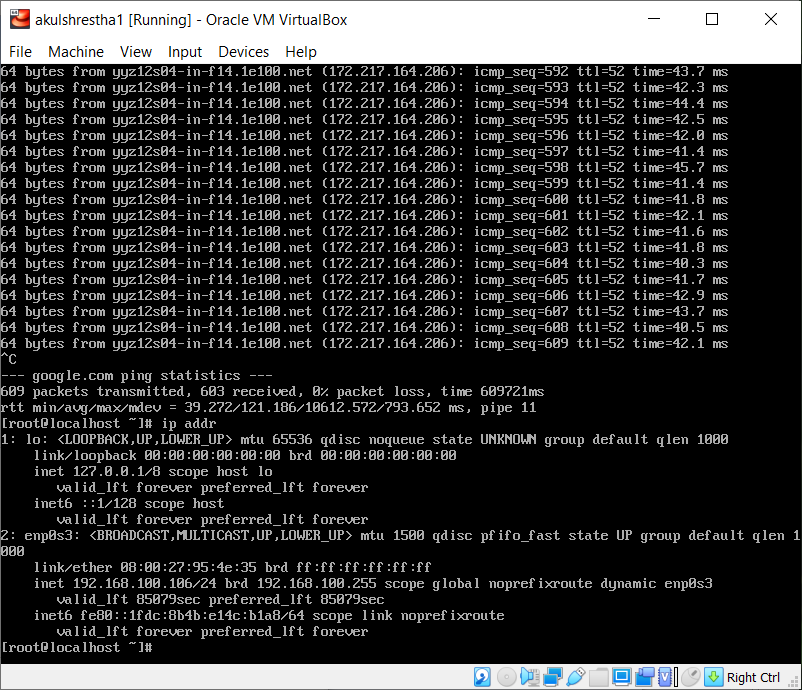 akulshrestha1 [Running] - Oracle VM VirtualBox
File Machine View Input Devices Help
64 bytes from yyz12s04-in-f14.1e100.net (172.217.164.206): icmp_seq=592 ttl=52 time=43.7 ms
64 bytes from yyz12s04-in-f14.1e100.net (172.217.164.206): icmp_seq=593 ttl=52 time=42.3 ms
64 bytes from yyz12s04-in-f14.1e100.net (172.217.164.206): icmp_seq=594 ttl=52 time=44.4 ms
64 bytes from yyz12s04-in-f14.1e100.net (172.217.164.206): icmp_seq=595 ttl=52 time=42.5 ms
64 bytes from yyz12s04-in-f14.1e100.net (172.217.164.206): icmp_seq=596 ttl=52 time=42.0 ms
64 bytes from yyz12s04-in-f14.1e100.net (172.217.164.206): icmp_seq=597 ttl=52 time=41.4 ms
64 bytes from yyz12s04-in-f14.1e100.net (172.217.164.206): icmp_seq=598 ttl=52 time=45.7 ms
64 bytes from yyz12s04-in-f14.1e100.net (172.217.164.206): icmp_seq=599 ttl=52 time=41.4 ms
64 bytes from yyz12s04-in-f14.1e100.net (172.217.164.206): icmp_seq=600 ttl=52 time=41.8 ms
64 bytes from yyz12s04-in-f14.1e100.net (172.217.164.206): icmp_seq=601 ttl=52 time=42.1 ms
64 bytes from yyz12s04-in-f14.1e100.net (172.217.164.206): icmp_seq=602 ttl=52 time=41.6 ms
64 bytes from yyz12s04-in-f14.1e100.net (172.217.164.206): icmp_seq=603 ttl=52 time=41.8 ms
64 bytes from yyz12s04-in-f14.1e100.net (172.217.164.206): icmp_seq=604 ttl=52 time=40.3 ms
64 bytes from yyz12s04-in-f14.1e100.net (172.217.164.206): icmp_seq=605 ttl=52 time=41.7 ms
64 bytes from yyz12s04-in-f14.1e100.net (172.217.164.206): icmp_seq=606 ttl=52 time=42.9 ms
64 bytes from yyz12s04-in-f14.1e100.net (172.217.164.206): icmp_seq=607 ttl=52 time=43.7 ms
64 bytes from yyz12s04-in-f14.1e100.net (172.217.164.206): icmp_seq=608 ttl=52 time=40.5 ms
64 bytes from yyz12s04-in-f14.1e100.net (172.217.164.206): icmp_seq=609 ttl=52 time=42.1 ms
^C
--- google.com ping statistics ---
609 packets transmitted, 603 received, 0% packet loss, time 609721ms
rtt min/avg/max/mdev = 39.272/121.186/10612.572/793.652 ms, pipe 11
[root@localhost ~]# ip addr
1: lo: <LOOPBACK,UP,LOWER_UP> mtu 65536 qdisc noqueue state UNKNOWN group default qlen 1000
link/loopback 00:00:00:00:00:00 brd 00:00:00:00:00:00
inet 127.0.0.1/8 scope host lo
valid_lft forever preferred_lft forever
inet6 ::1/128 scope host
valid_lft forever preferred_lft forever
2: enp0s3: <BROADCAST,MULTICAST,UP,LOWER_UP> mtu 1500 qdisc pfifo_fast state UP group default qlen 1
000
link/ether 08:00:27:95:4e:35 brd ff:ff:ff:ff:ff:ff
inet 192.168.100.106/24 brd 192.168.100.255 scope global noprefixroute dynamic enp0s3
valid_lft 85079sec preferred_lft 85079sec
inet6 fe80::1fdc:8b4b:e14c:b1a8/64 scope link noprefixroute
valid_lft forever preferred_lft forever
[root@localhost ~]#
Right Ctrl